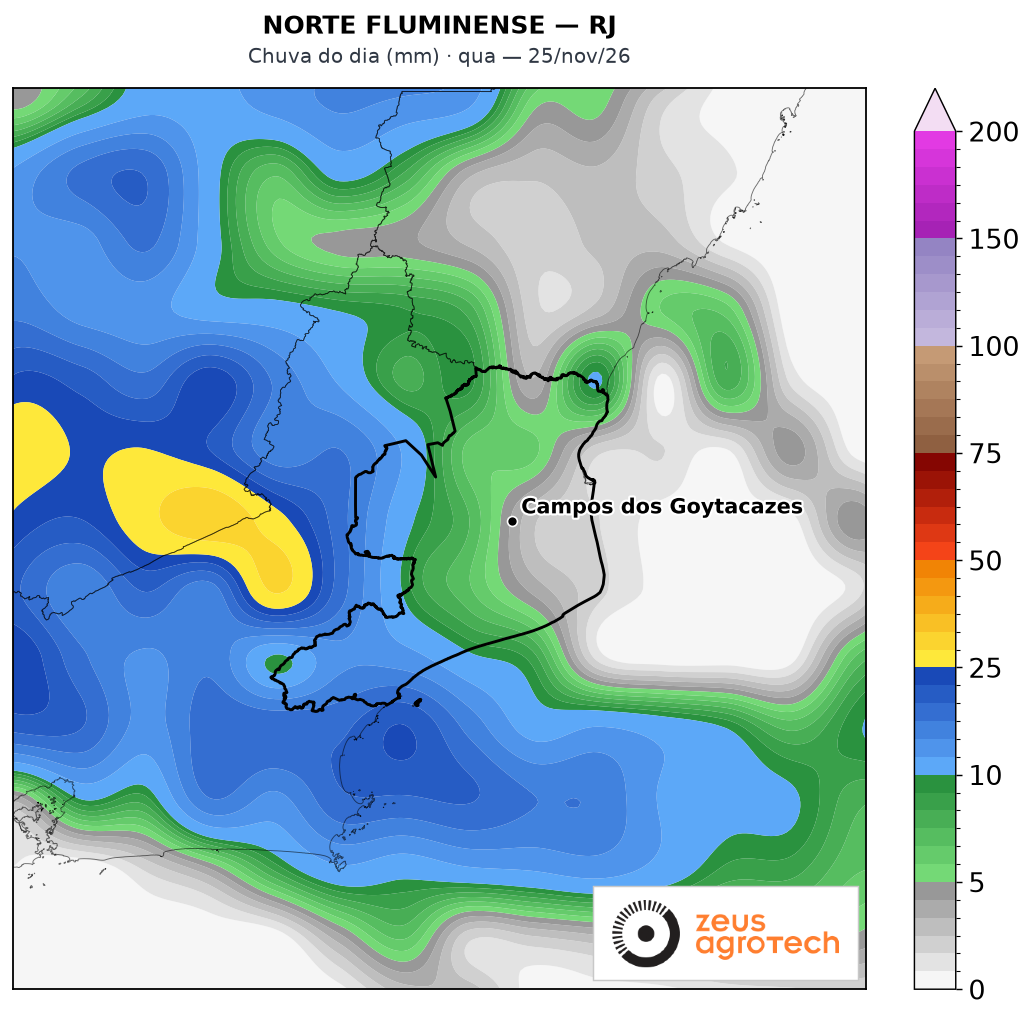 NORTE FLUMINENSE — RJ
Chuva do dia (mm) · qua — 25/nov/26
200
150
100
75
50
25
10
5
0
Campos dos Goytacazes
zeus
agrotech